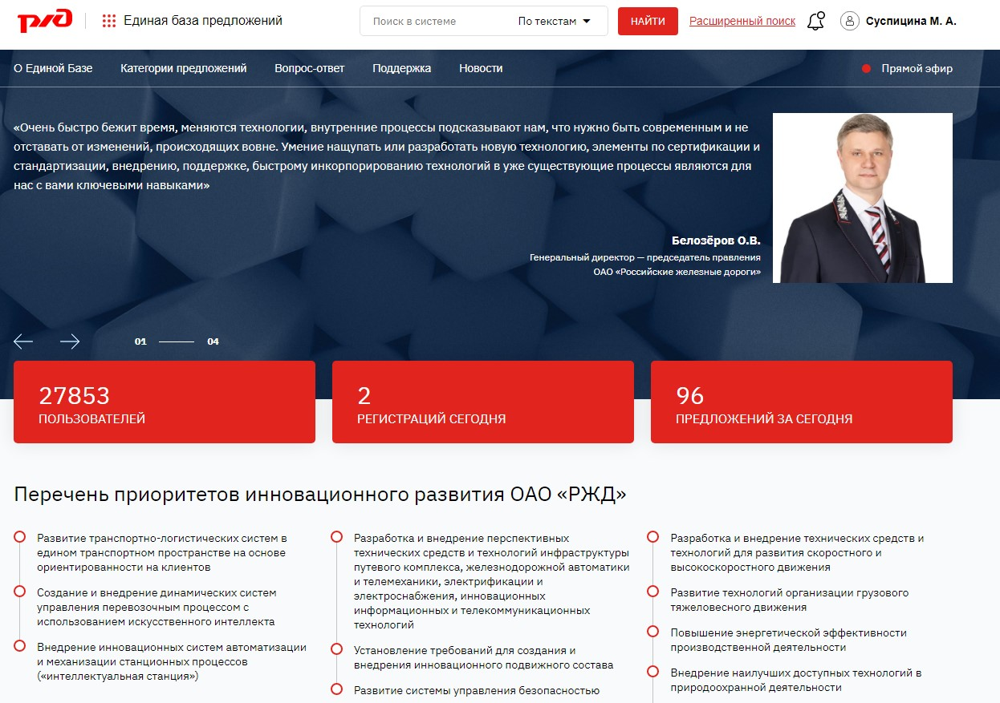 РЖД
Единая база предложений
Поиск в системе
По текстам
НАЙТИ
Расширенный поиск
Суспицина М. А.
О Единой Базе
Категории предложений
Вопрос-ответ
Поддержка
Новости
Прямой эфир
«Очень быстро бежит время, меняются технологии, внутренние процессы подсказывают нам, что нужно быть современным и не
отставать от изменений, происходящих вовне. Умение нащупать или разработать новую технологию, элементы по сертификации и
стандартизации, внедрению, поддержке, быстрому инкорпорированию технологий в уже существующие процессы являются для
нас с вами ключевыми навыками»
Белозёров О.В.
Генеральный директор — председатель правления
ОАО «Российские железные дороги»
01
04
27853
ПОЛЬЗОВАТЕЛЕЙ
2
РЕГИСТРАЦИЙ СЕГОДНЯ
96
ПРЕДЛОЖЕНИЙ ЗА СЕГОДНЯ
Перечень приоритетов инновационного развития ОАО «РЖД»
Развитие транспортно-логистических систем в
едином транспортном пространстве на основе
ориентированности на клиентов
Создание и внедрение динамических систем
управления перевозочным процессом с
использованием искусственного интеллекта
Внедрение инновационных систем автоматизации
и механизации станционных процессов
(«интеллектуальная станция»)
Разработка и внедрение перспективных
технических средств и технологий инфраструктуры
путевого комплекса, железнодорожной автоматики
и телемеханики, электрификации и
электроснабжения, инновационных
информационных и телекоммуникационных
технологий
Установление требований для создания и
внедрения инновационного подвижного состава
Развитие системы управления безопасностью
Разработка и внедрение технических средств и
технологий для развития скоростного и
высокоскоростного движения
Развитие технологий организации грузового
тяжеловесного движения
Повышение энергетической эффективности
производственной деятельности
Внедрение наилучших доступных технологий в
природоохранной деятельности